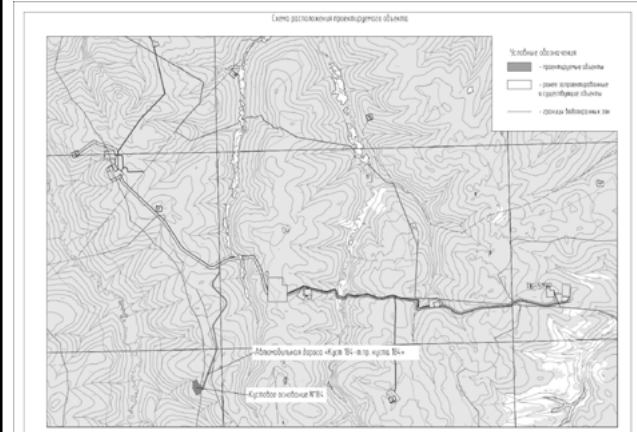 Схема расположения проектируемого объекта
Условные обозначения
- проектируемые объекты
- ранее запроектированные
и существующие объекты
- границы водоохранных зон
Автомобильная дорога «Куст 184 -т.пр. куста 164»
Кустовое основание №184